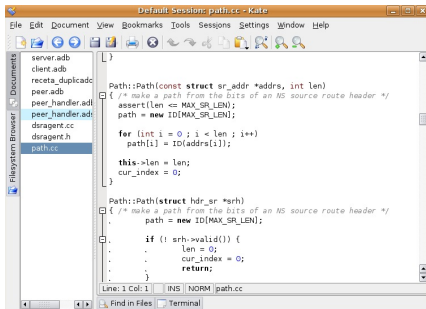 Default Session: path.cc - Kate
File Edit Document View Bookmarks Tools Sessions Settings Window Help
Documents
Filesystem Browser
server.adb
client.adb
receta_duplicado
peer.adb
peer_handler.adb
peer_handler.ads
dsragent.cc
dsragent.h
path.cc
}
Path::Path(const struct sr_addr *addrs, int len)
{ /* make a path from the bits of an NS source route header */
assert(len <= MAX_SR_LEN);
path = new ID[MAX_SR_LEN];
for (int i = 0 ; i < len ; i++)
path[i] = ID(addrs[i]);
this->len = len;
cur_index = 0;
}
Path::Path(struct hdr_sr *srh)
{ /* make a path from the bits of an NS source route header */
. path = new ID[MAX_SR_LEN];
. if (! srh->valid()) {
. . len = 0;
. . cur_index = 0;
. . return;
. }
Line: 1 Col: 1 INS NORM path.cc
Find in Files Terminal